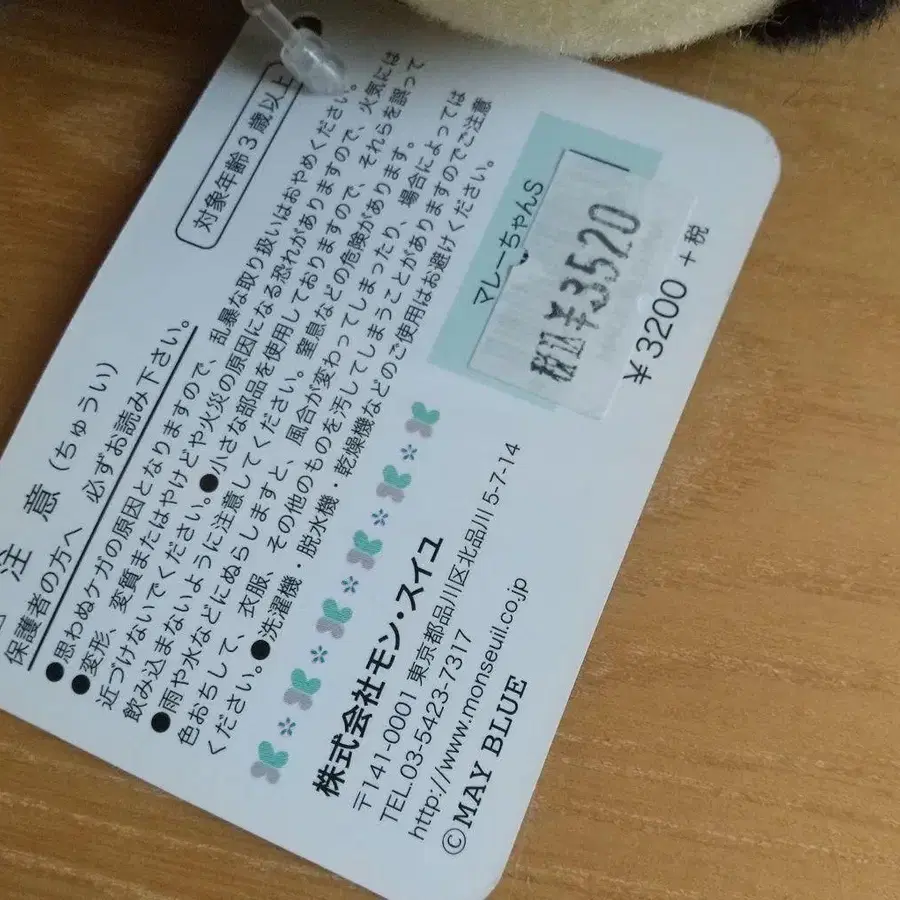 対象年齢3歳以上
注意(ちゅうい)
保護者の方へ 必ずお読み下さい。
●思わぬケガの原因となりますので、乱暴な取り扱いはおやめください。
●変形、変質またはやけどや火災の原因になる恐れがありますので、火気には
近づけないでください。●小さな部品を使用しておりますので、それらを誤って
飲み込まないように注意してください。窒息などの危険があります。
●雨や水などにぬらしますと、風合が変わってしまったり、場合によっては
色おちして、衣服、その他のものを汚してしまうことがありますのでご注意
ください。●洗濯機・脱水機・乾燥機などのご使用はお避けください。
マレーちゃんS
税込¥3520
¥3200+税
株式会社モン・スイユ
〒141-0001 東京都品川区北品川 5-7-14
TEL.03-5423-7317
http://www.monseuil.co.jp
©MAY BLUE